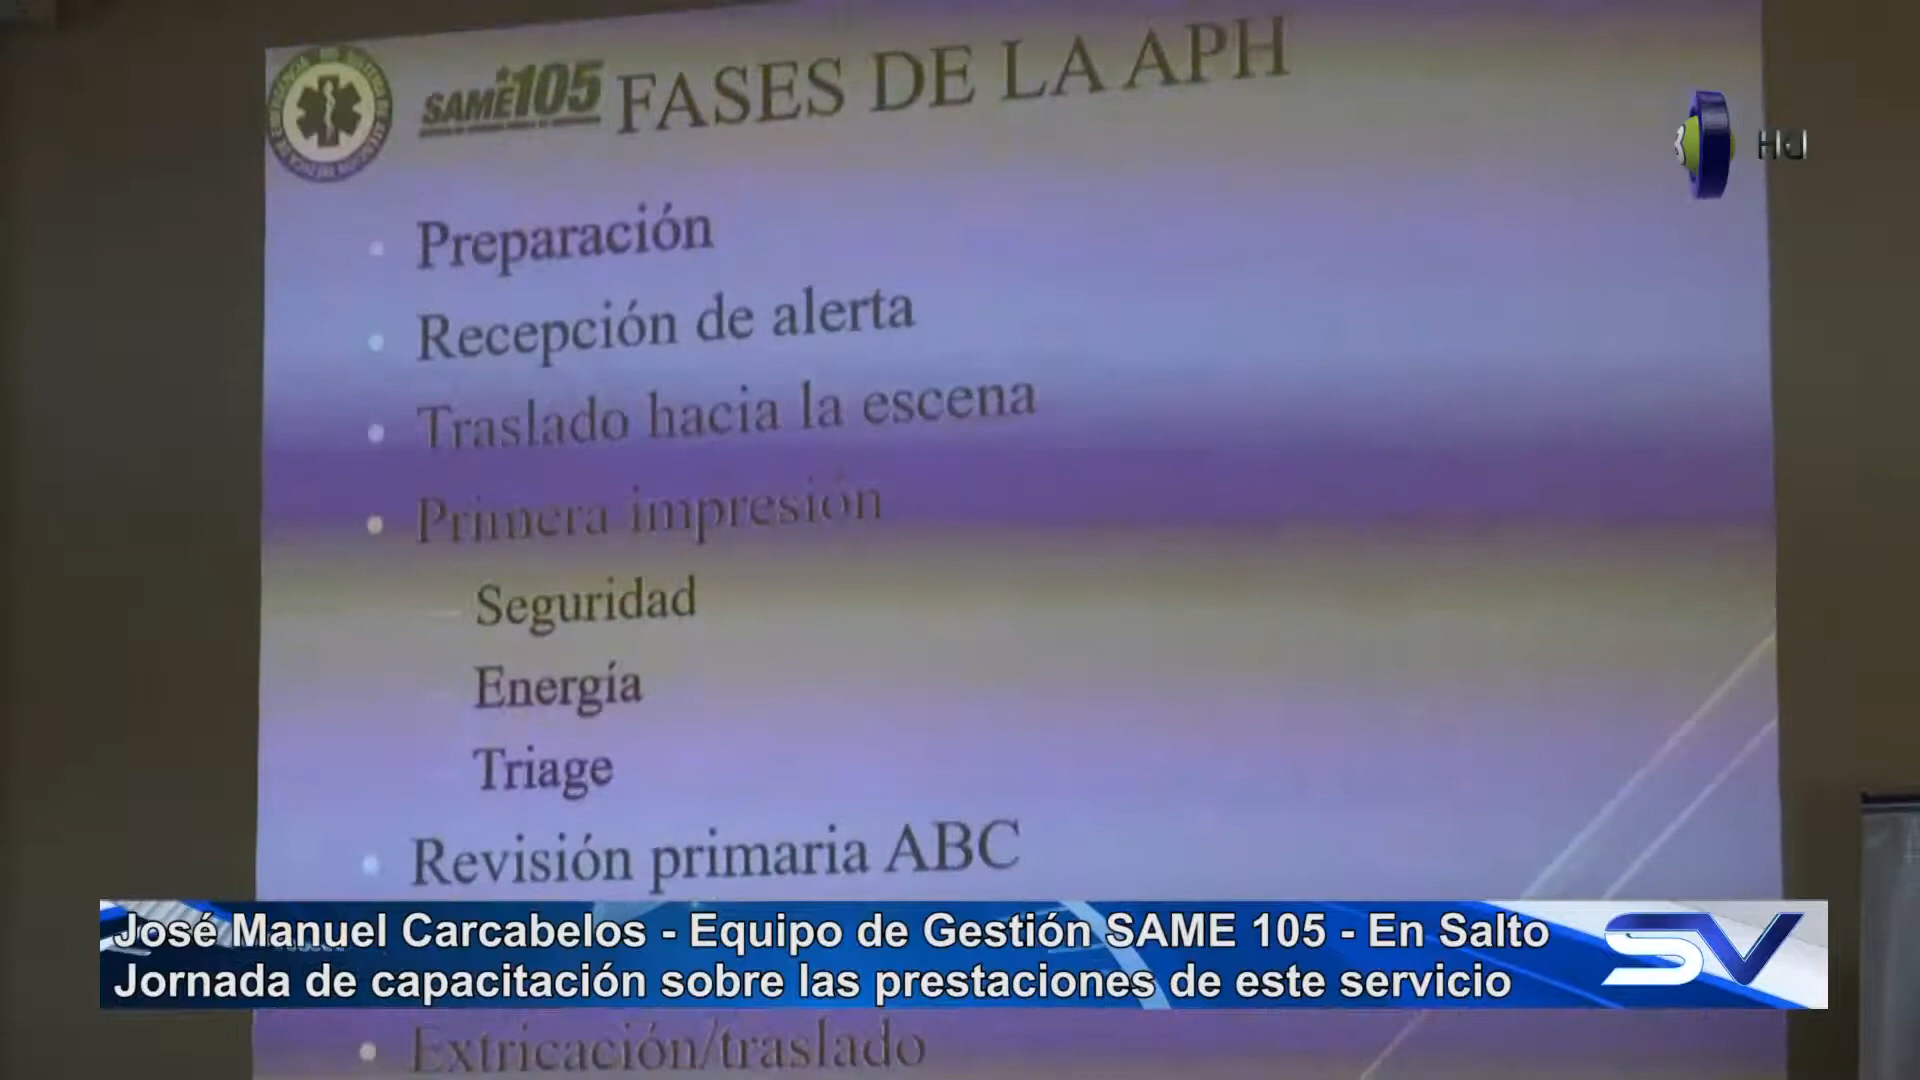 SAME 105 FASES DE LA APH
Preparación
Recepción de alerta
Traslado hacia la escena
Primera impresión
Seguridad
Energía
Triage
Revisión primaria ABC
José Manuel Carcabelos - Equipo de Gestión SAME 105 - En Salto
Jornada de capacitación sobre las prestaciones de este servicio
SV
Extricación/traslado